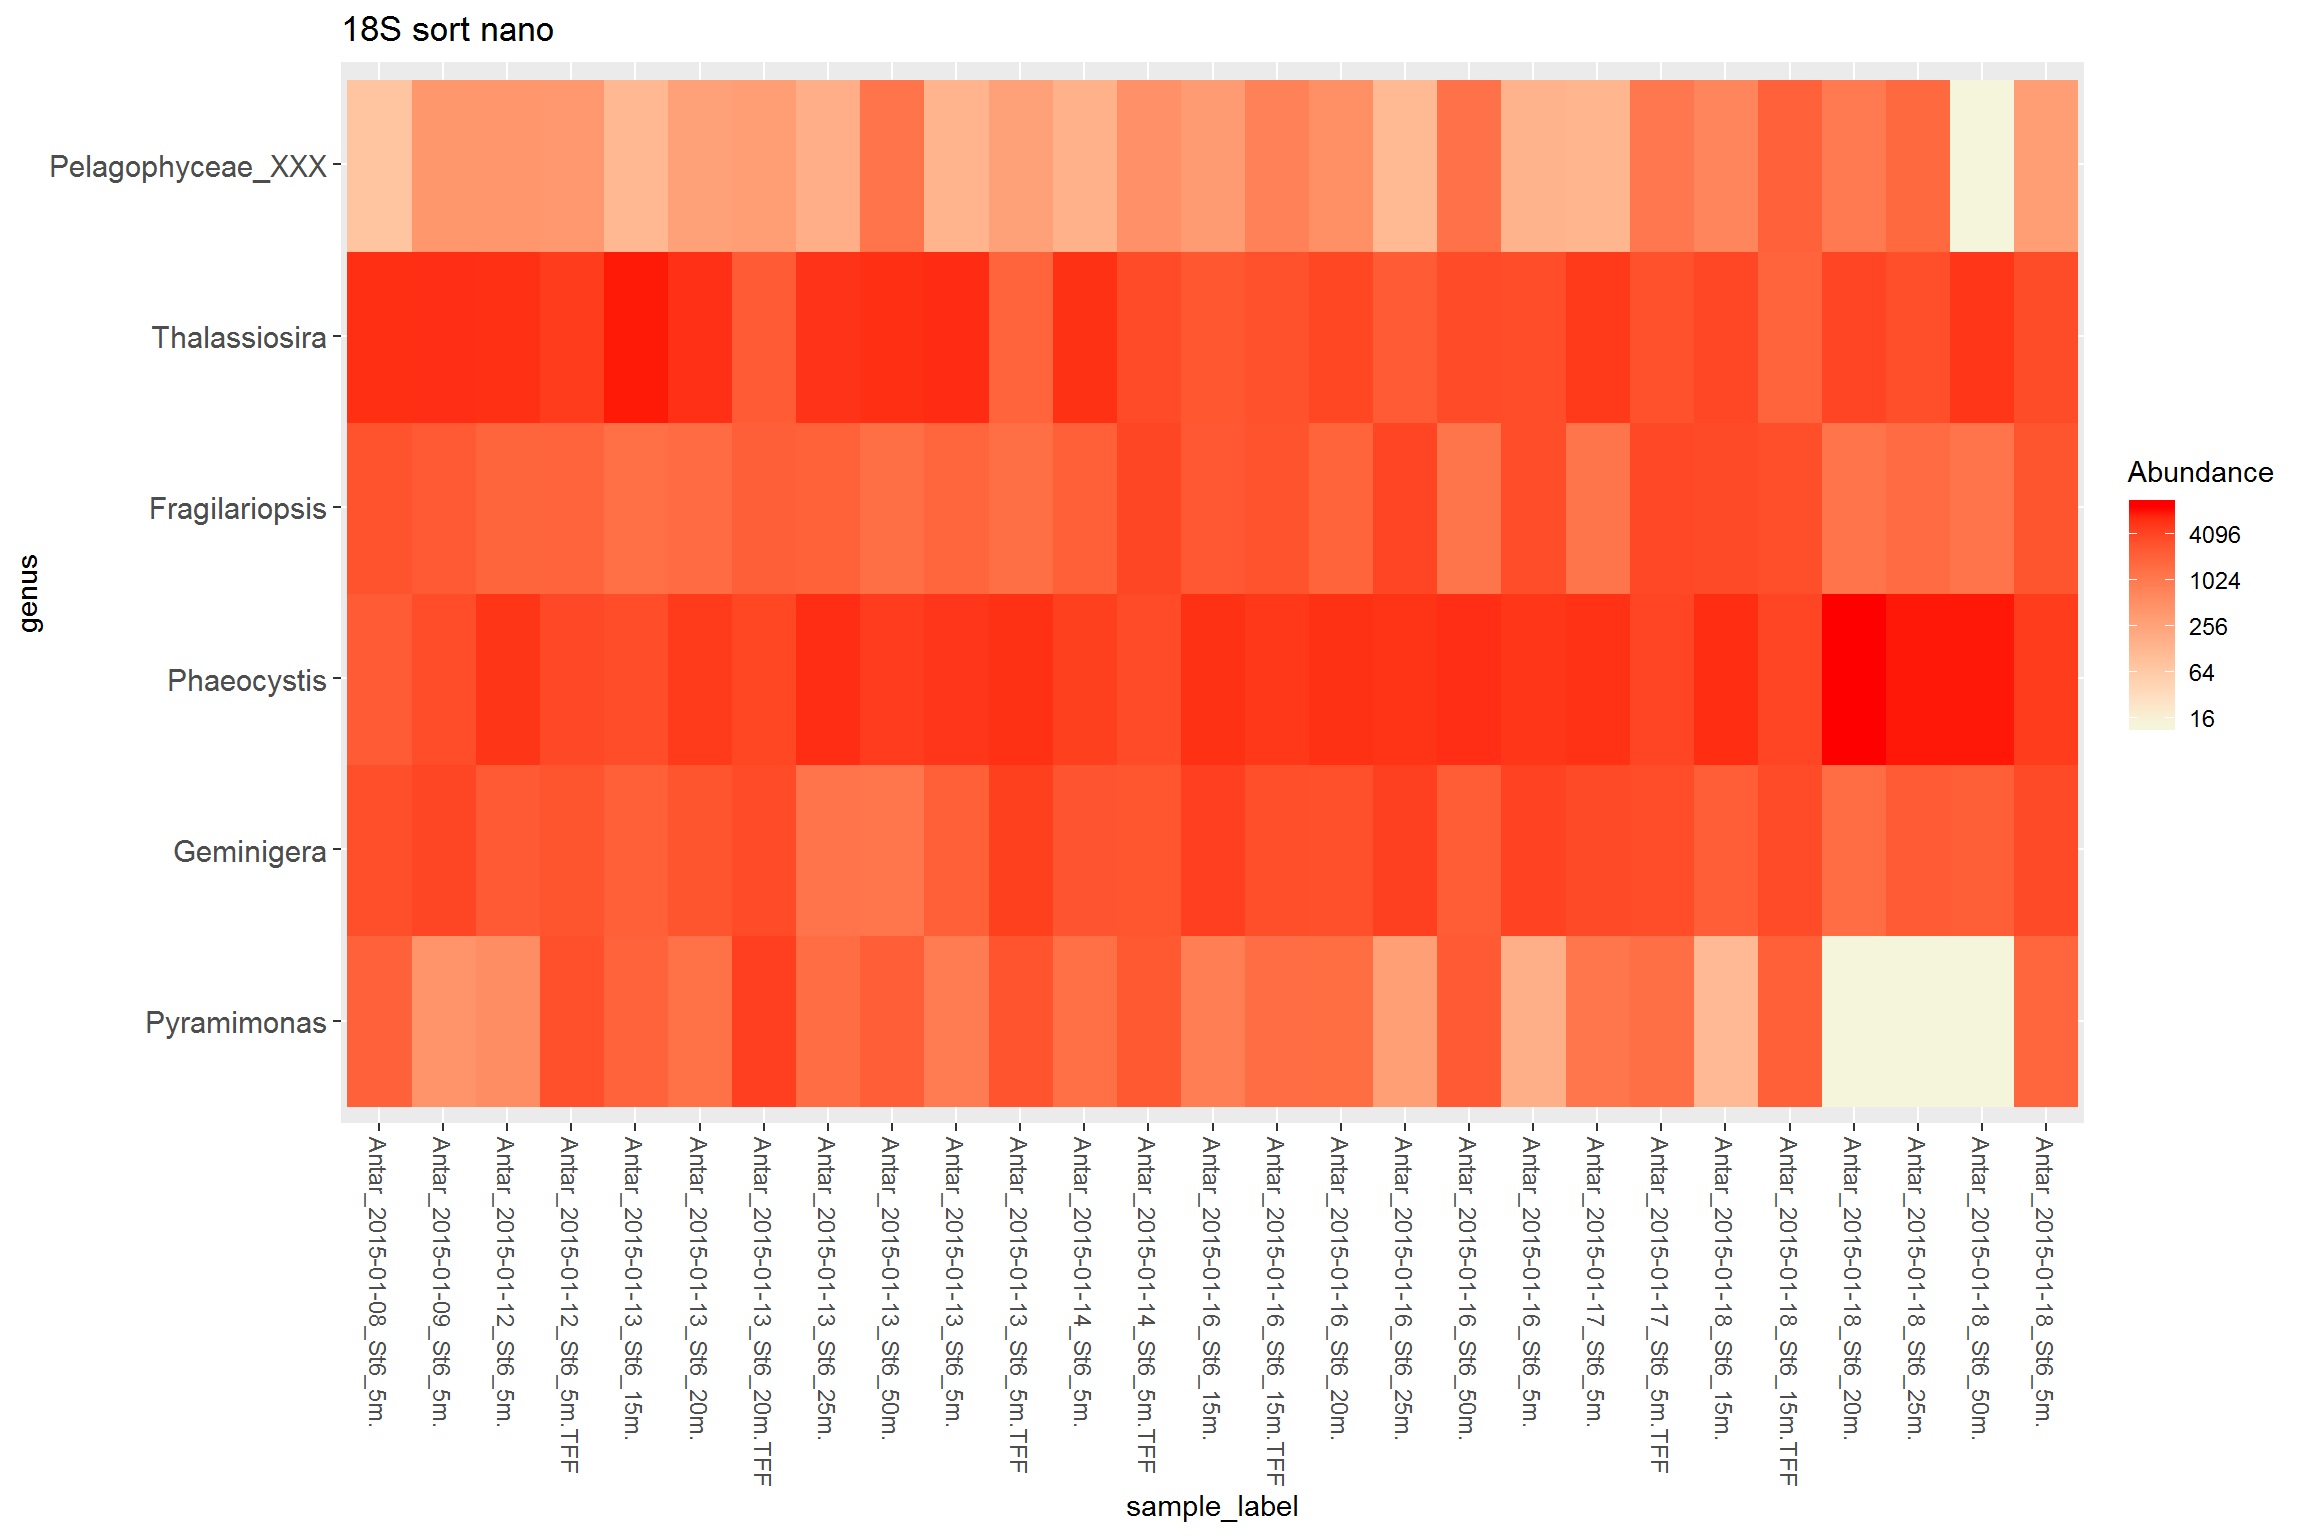 18S sort nano
genus
Pelagophyceae_XXX
Thalassiosira
Fragilariopsis
Phaeocystis
Geminigera
Pyramimonas
Abundance
4096
1024
256
64
16
Antar_2015-01-08_St6_5m.
Antar_2015-01-09_St6_5m.
Antar_2015-01-12_St6_5m.
Antar_2015-01-12_St6_5m.TFF
Antar_2015-01-13_St6_15m.
Antar_2015-01-13_St6_20m.
Antar_2015-01-13_St6_20m.TFF
Antar_2015-01-13_St6_25m.
Antar_2015-01-13_St6_50m.
Antar_2015-01-13_St6_5m.
Antar_2015-01-13_St6_5m.TFF
Antar_2015-01-14_St6_5m.
Antar_2015-01-14_St6_5m.TFF
Antar_2015-01-16_St6_15m.
Antar_2015-01-16_St6_15m.TFF
Antar_2015-01-16_St6_20m.
Antar_2015-01-16_St6_25m.
Antar_2015-01-16_St6_50m.
Antar_2015-01-16_St6_5m.
Antar_2015-01-17_St6_5m.
Antar_2015-01-17_St6_5m.TFF
Antar_2015-01-18_St6_15m.
Antar_2015-01-18_St6_15m.TFF
Antar_2015-01-18_St6_20m.
Antar_2015-01-18_St6_25m.
Antar_2015-01-18_St6_50m.
Antar_2015-01-18_St6_5m.
sample_label